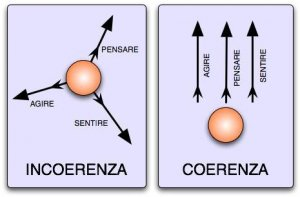 PENSARE
AGIRE
SENTIRE
INCOERENZA
AGIRE
PENSARE
SENTIRE
COERENZA